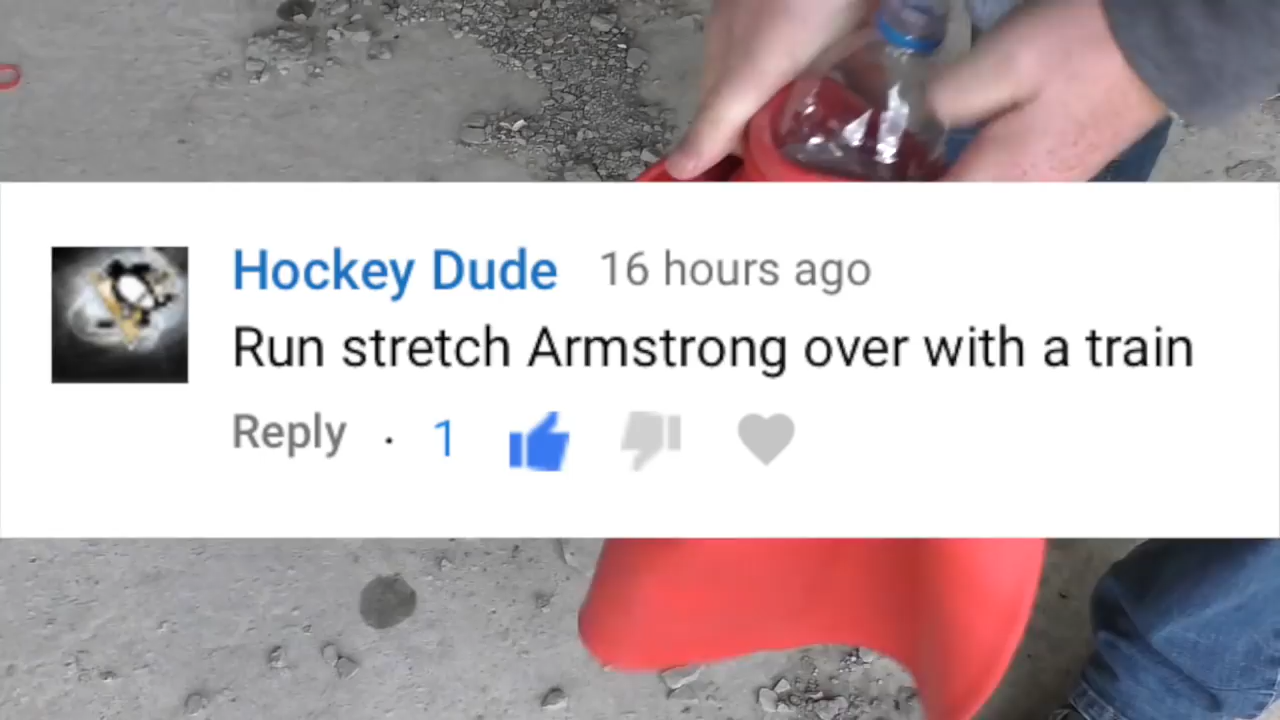 Hockey Dude 16 hours ago
Run stretch Armstrong over with a train
Reply · 1